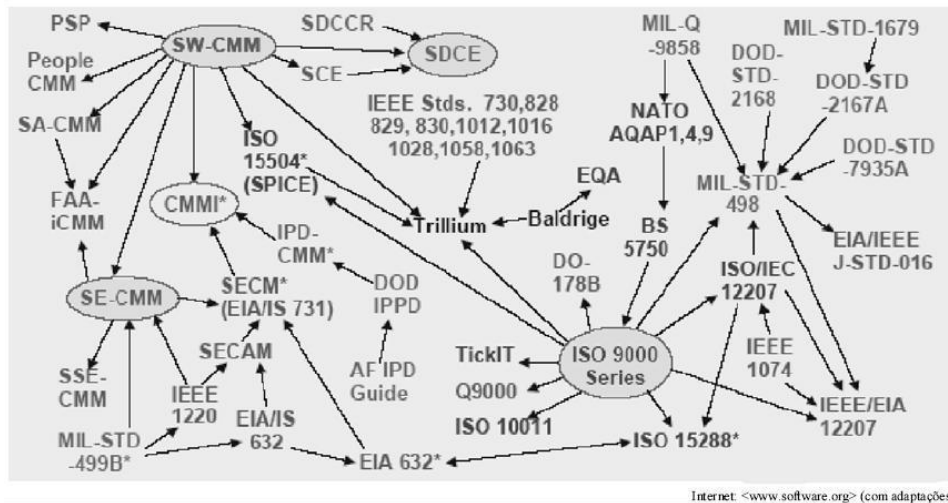 PSP
SW-CMM
People
CMM
SA-CMM
FAA-
iCMM
SDCCR
SCE
SDCE
IEEE Stds. 730,828
829, 830,1012,1016
1028,1058,1063
ISO
15504*
(SPICE)
CMMI*
IPD-
CMM*
Trillium
EQA
Baldrige
MIL-Q
-9858
NATO
AQAP1,4,9
BS
5750
DOD-
STD-
2168
MIL-STD-1679
DOD-STD
-2167A
DOD-STD
-7935A
MIL-STD-
498
EIA/IEEE
J-STD-016
SE-CMM
SECM*
(EIA/IS 731)
DOD
IPPD
DO-
178B
ISO/IEC
12207
SECAM
AF IPD
Guide
TickIT
Q9000
ISO 10011
ISO 9000
Series
IEEE
1074
IEEE/EIA
12207
SSE-
CMM
IEEE
1220
EIA/IS
632
MIL-STD
-499B*
EIA 632*
ISO 15288*
Internet: <www.software.org> (com adaptações